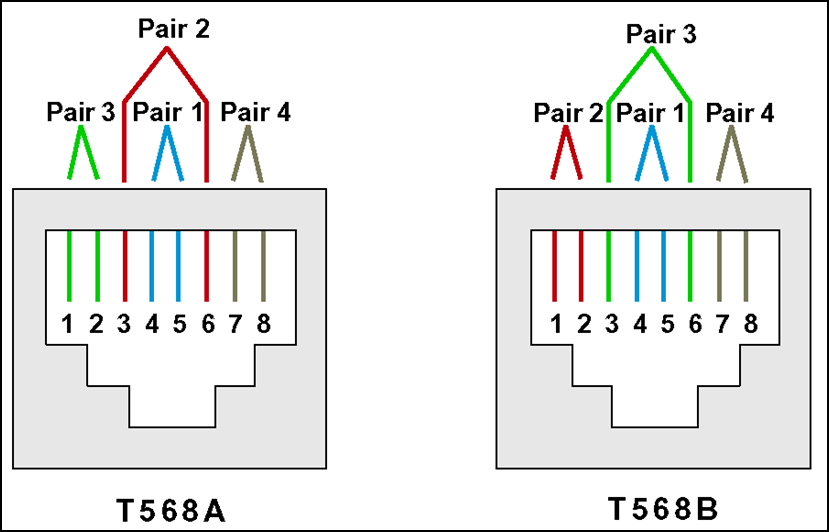 Pair 2
Pair 3 Pair 1 Pair 4
1 2 3 4 5 6 7 8
T568A
Pair 3
Pair 2 Pair 1 Pair 4
1 2 3 4 5 6 7 8
T568B